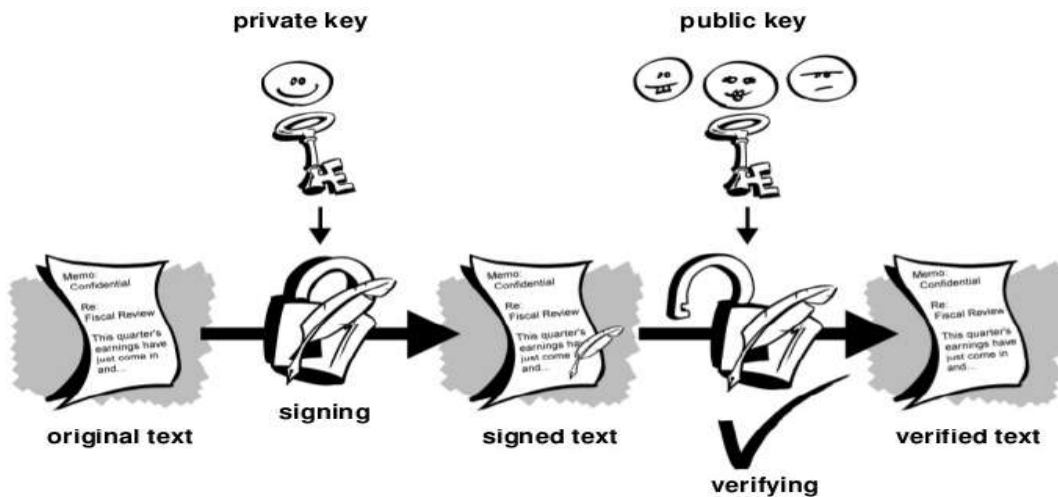 private key
public key
Memo:
Confidential
Re:
Fiscal Review
This quarter's
earnings have
just come in
and...
Memo:
Confidential
Re:
Fiscal Review
This quarter's
earnings ha
just come
and...
Memo:
Confidential
Re:
Fiscal Review
This quarter's
earnings have
just come in
and...
signing
original text
signed text
verified text
verifying